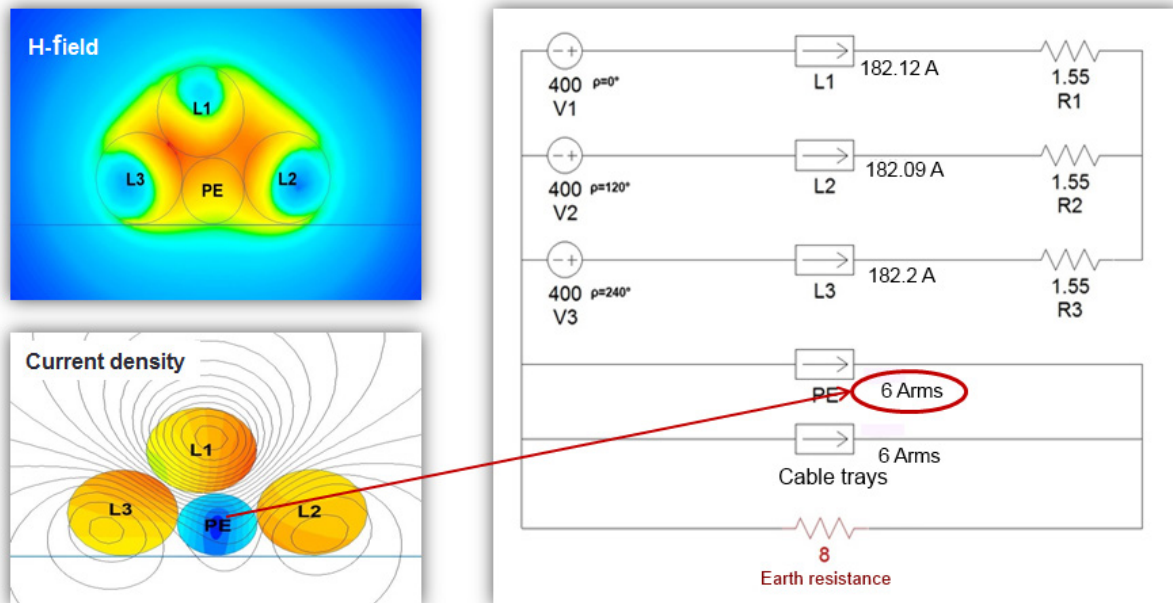 H-field
L1
L3
PE
L2
Current density
L1
L3
PE
L2
400 ρ=0°
V1
L1
182.12 A
1.55
R1
400 ρ=120°
V2
L2
182.09 A
1.55
R2
400 ρ=240°
V3
L3
182.2 A
1.55
R3
PE
6 Arms
6 Arms
Cable trays
8
Earth resistance